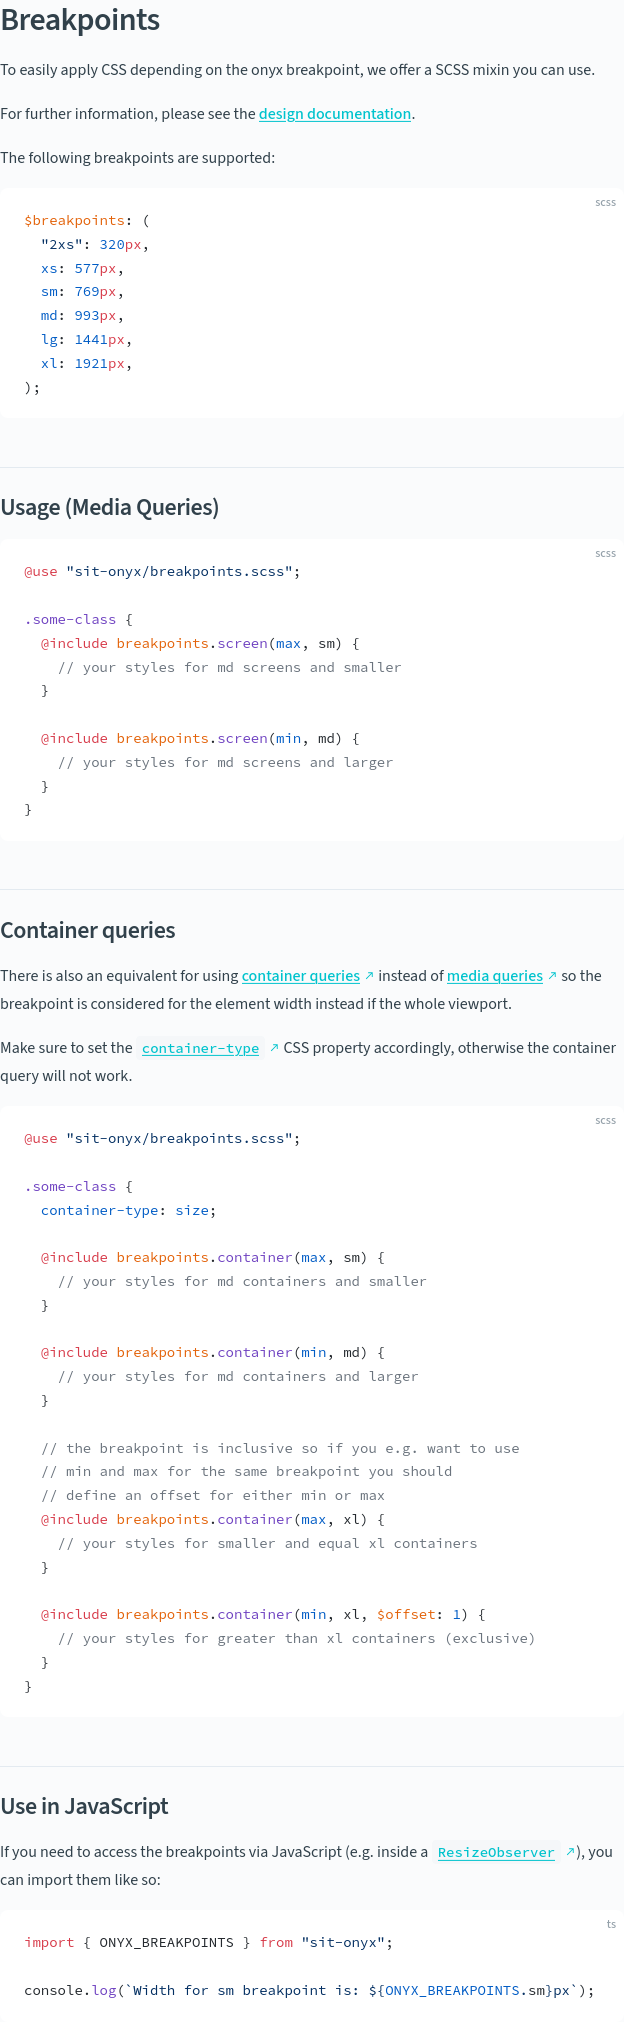 Breakpoints
To easily apply CSS depending on the onyx breakpoint, we offer a SCSS mixin you can use.
For further information, please see the design documentation.
The following breakpoints are supported:
scss
$breakpoints: (
  "2xs": 320px,
  xs: 577px,
  sm: 769px,
  md: 993px,
  lg: 1441px,
  xl: 1921px,
);
Usage (Media Queries)
scss
@use "sit-onyx/breakpoints.scss";
.some-class {
  @include breakpoints.screen(max, sm) {
    // your styles for md screens and smaller
  }
  @include breakpoints.screen(min, md) {
    // your styles for md screens and larger
  }
}
Container queries
There is also an equivalent for using container queries ↗ instead of media queries ↗ so the
breakpoint is considered for the element width instead if the whole viewport.
Make sure to set the container-type ↗ CSS property accordingly, otherwise the container
query will not work.
scss
@use "sit-onyx/breakpoints.scss";
.some-class {
  container-type: size;
  @include breakpoints.container(max, sm) {
    // your styles for md containers and smaller
  }
  @include breakpoints.container(min, md) {
    // your styles for md containers and larger
  }
  // the breakpoint is inclusive so if you e.g. want to use
  // min and max for the same breakpoint you should
  // define an offset for either min or max
  @include breakpoints.container(max, xl) {
    // your styles for smaller and equal xl containers
  }
  @include breakpoints.container(min, xl, $offset: 1) {
    // your styles for greater than xl containers (exclusive)
  }
}
Use in JavaScript
If you need to access the breakpoints via JavaScript (e.g. inside a ResizeObserver ↗), you
can import them like so:
ts
import { ONYX_BREAKPOINTS } from "sit-onyx";
console.log(`Width for sm breakpoint is: ${ONYX_BREAKPOINTS.sm}px`);